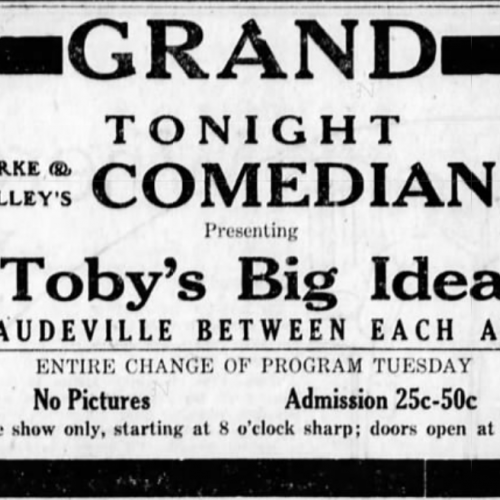 GRAND
TONIGHT
RKE &
LLEY'S COMEDIAN
Presenting
Toby's Big Idea
AUDEVILLE BETWEEN EACH A
ENTIRE CHANGE OF PROGRAM TUESDAY
No Pictures Admission 25c-50c
e show only, starting at 8 o'clock sharp; doors open at